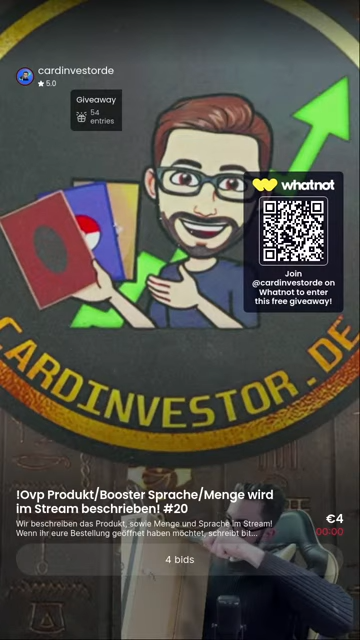 cardinvestorde
★ 5.0
Giveaway
54
entries
whatnot
Join
@cardinvestorde on
Whatnot to enter
this free giveaway!
CARDINVESTOR.DE
!Ovp Produkt/Booster Sprache/Menge wird
im Stream beschrieben! #20
€4
Wir beschreiben das Produkt, sowie Menge und Sprache im Stream!
Wenn ihr eure Bestellung geöffnet haben möchtet, schreibt bit...
00:00
4 bids